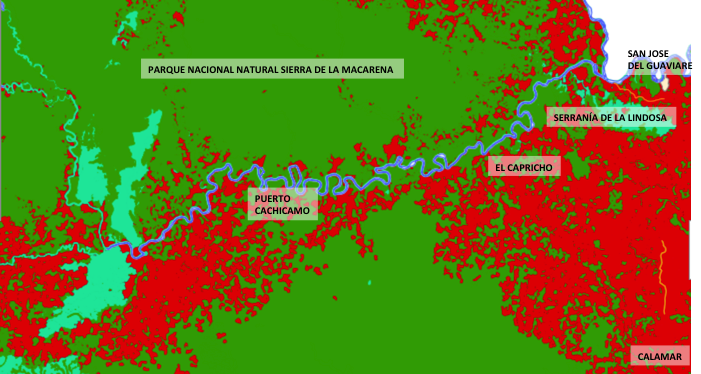 SAN JOSE
DEL GUAVIARE
PARQUE NACIONAL NATURAL SIERRA DE LA MACARENA
SERRANÍA DE LA LINDOSA
EL CAPRICHO
PUERTO
CACHICAMO
CALAMAR